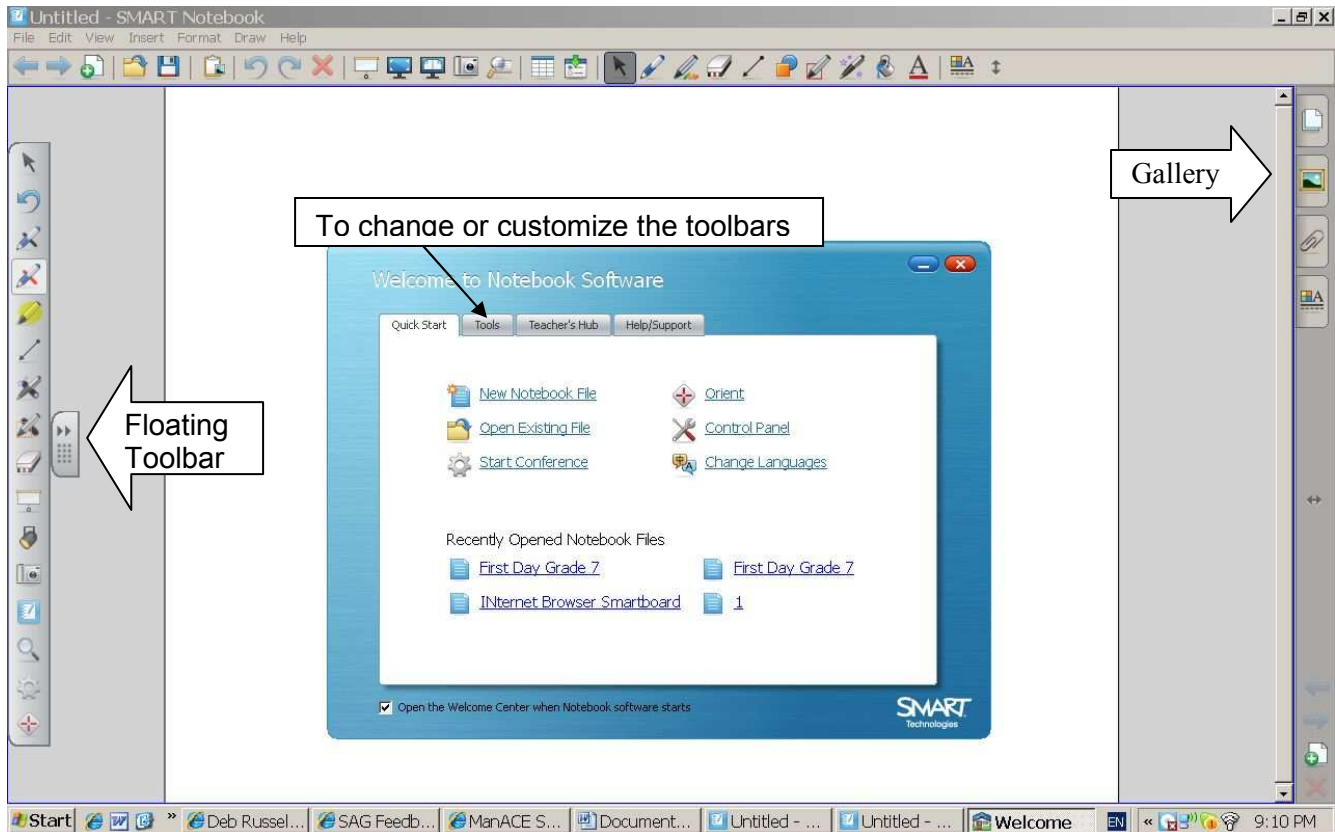 Untitled - SMART Notebook
File Edit View Insert Format Draw Help
Gallery
To change or customize the toolbars
Welcome to Notebook Software
Quick Start Tools Teacher's Hub Help/Support
New Notebook File Orient
Open Existing File Control Panel
Start Conference Change Languages
Floating
Toolbar
Recently Opened Notebook Files
First Day Grade 7 First Day Grade 7
INternet Browser Smartboard 1
Open the Welcome Center when Notebook software starts
SMART
Technologies
Start » Deb Russel... SAG Feedb... ManACE S... Document... Untitled - ... Untitled - ... Welcome EN « 9:10 PM